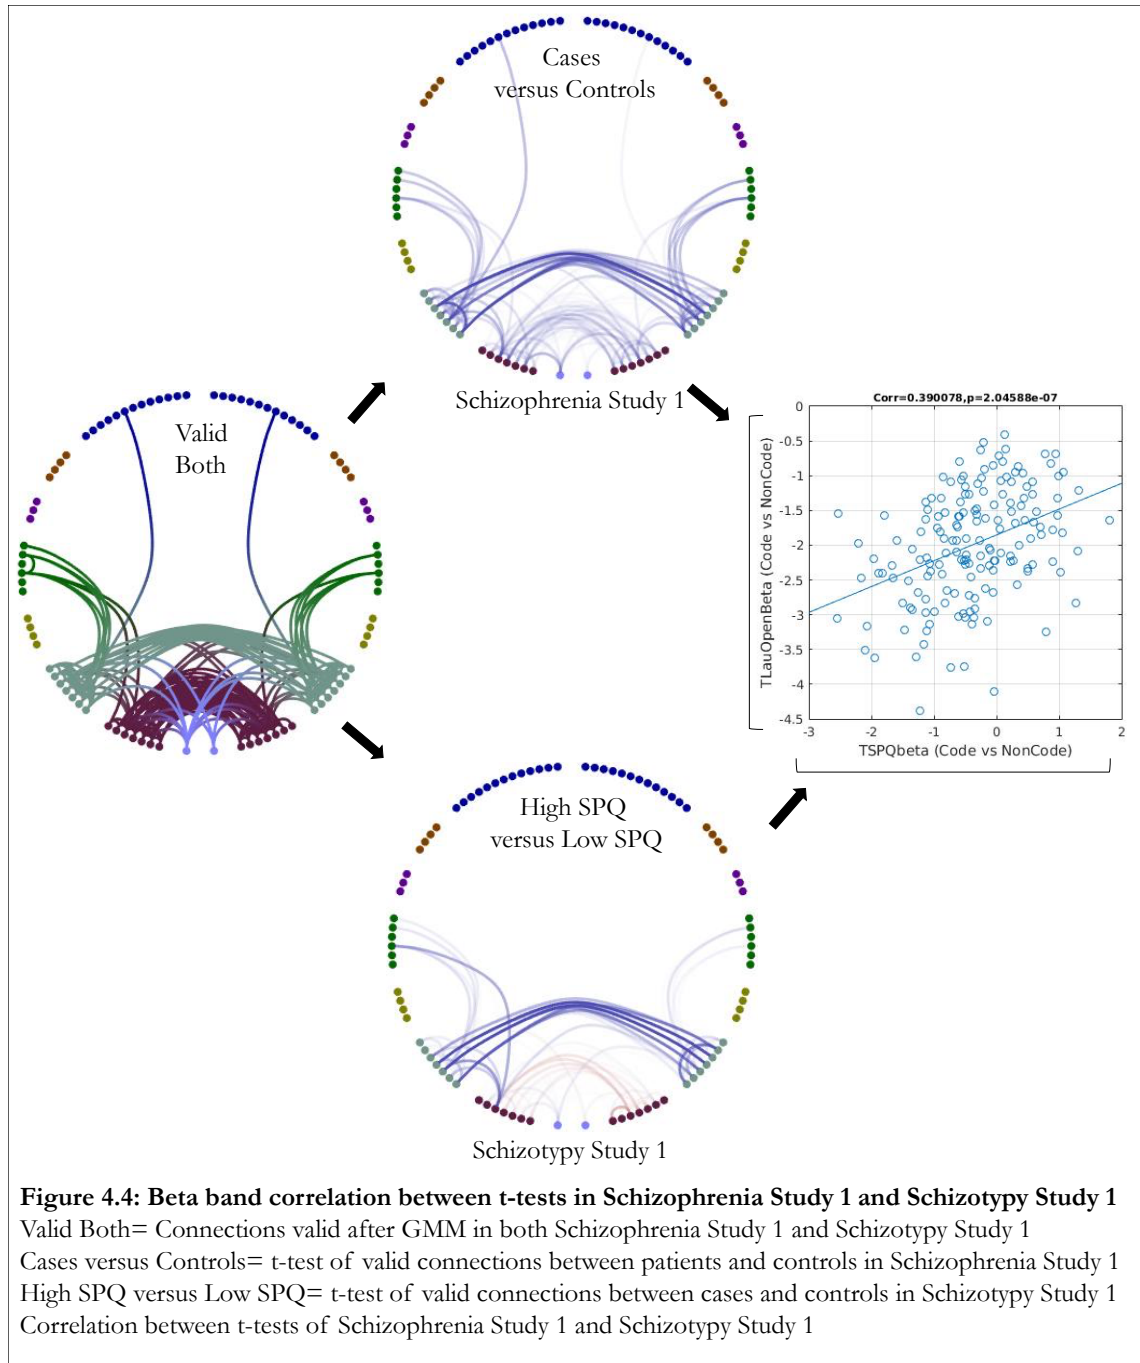 Cases
versus Controls
Schizophrenia Study 1
Valid
Both
Corr=0.390078,p=2.04588e-07
TLauOpenBeta (Code vs NonCode)
0
-0.5
-1
-1.5
-2
-2.5
-3
-3.5
-4
-4.5
-3
-2
-1
0
1
2
TSPQbeta (Code vs NonCode)
High SPQ
versus Low SPQ
Schizotypy Study 1
Figure 4.4: Beta band correlation between t-tests in Schizophrenia Study 1 and Schizotypy Study 1
Valid Both= Connections valid after GMM in both Schizophrenia Study 1 and Schizotypy Study 1
Cases versus Controls= t-test of valid connections between patients and controls in Schizophrenia Study 1
High SPQ versus Low SPQ= t-test of valid connections between cases and controls in Schizotypy Study 1
Correlation between t-tests of Schizophrenia Study 1 and Schizotypy Study 1